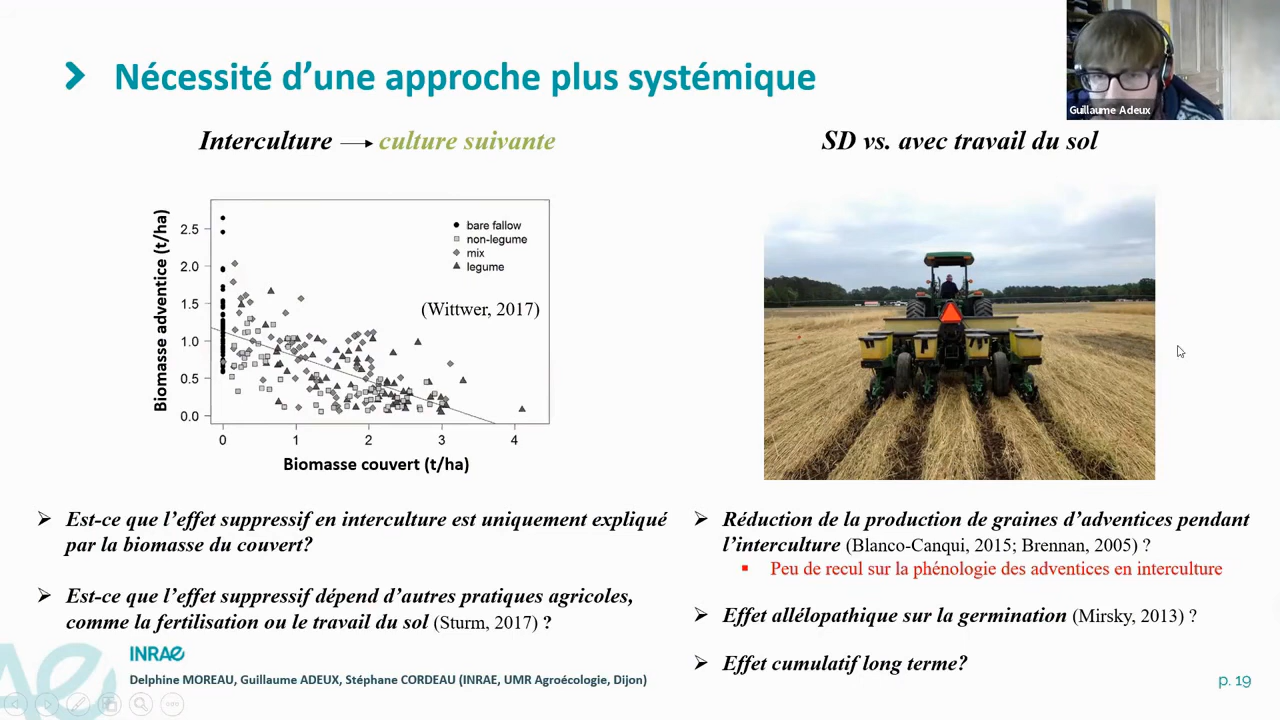 Nécessité d’une approche plus systémique
Guillaume Adeux
Interculture → culture suivante
SD vs. avec travail du sol
Biomasse adventice (t/ha)
2.5
2.0
1.5
1.0
0.5
0.0
bare fallow
non-legume
mix
legume
(Wittwer, 2017)
0 1 2 3 4
Biomasse couvert (t/ha)
Est-ce que l’effet suppressif en interculture est uniquement expliqué
par la biomasse du couvert?
Est-ce que l’effet suppressif dépend d’autres pratiques agricoles,
comme la fertilisation ou le travail du sol (Sturm, 2017) ?
Réduction de la production de graines d’adventices pendant
l’interculture (Blanco-Canqui, 2015; Brennan, 2005) ?
Peu de recul sur la phénologie des adventices en interculture
Effet allélopathique sur la germination (Mirsky, 2013) ?
Effet cumulatif long terme?
INRAE
Delphine MOREAU, Guillaume ADEUX, Stéphane CORDEAU (INRAE, UMR Agroécologie, Dijon)
p. 19